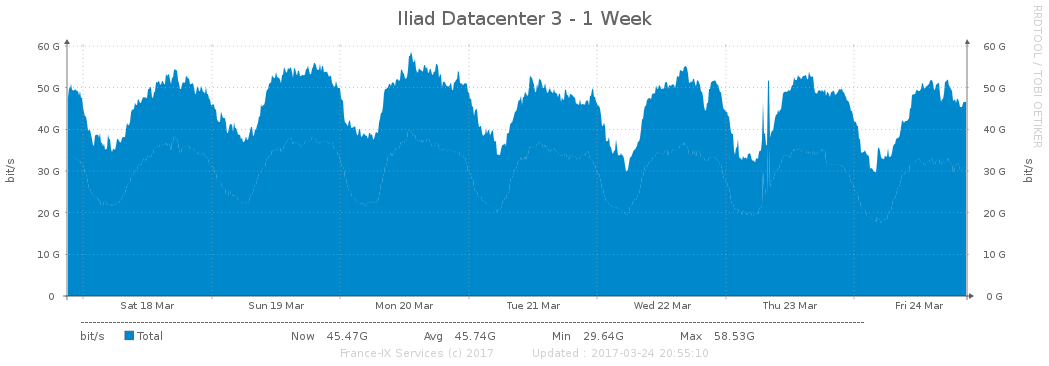 Iliad Datacenter 3 - 1 Week
RRDTOOL / TOBI OETIKER
bit/s
60 G 60 G
50 G 50 G
40 G 40 G
30 G 30 G
20 G 20 G
10 G 10 G
0 0 G
bit/s
Sat 18 Mar Sun 19 Mar Mon 20 Mar Tue 21 Mar Wed 22 Mar Thu 23 Mar Fri 24 Mar
bit/s Total Now 45.47G Avg 45.74G Min 29.64G Max 58.53G
France-IX Services (c) 2017 Updated : 2017-03-24 20:55:10